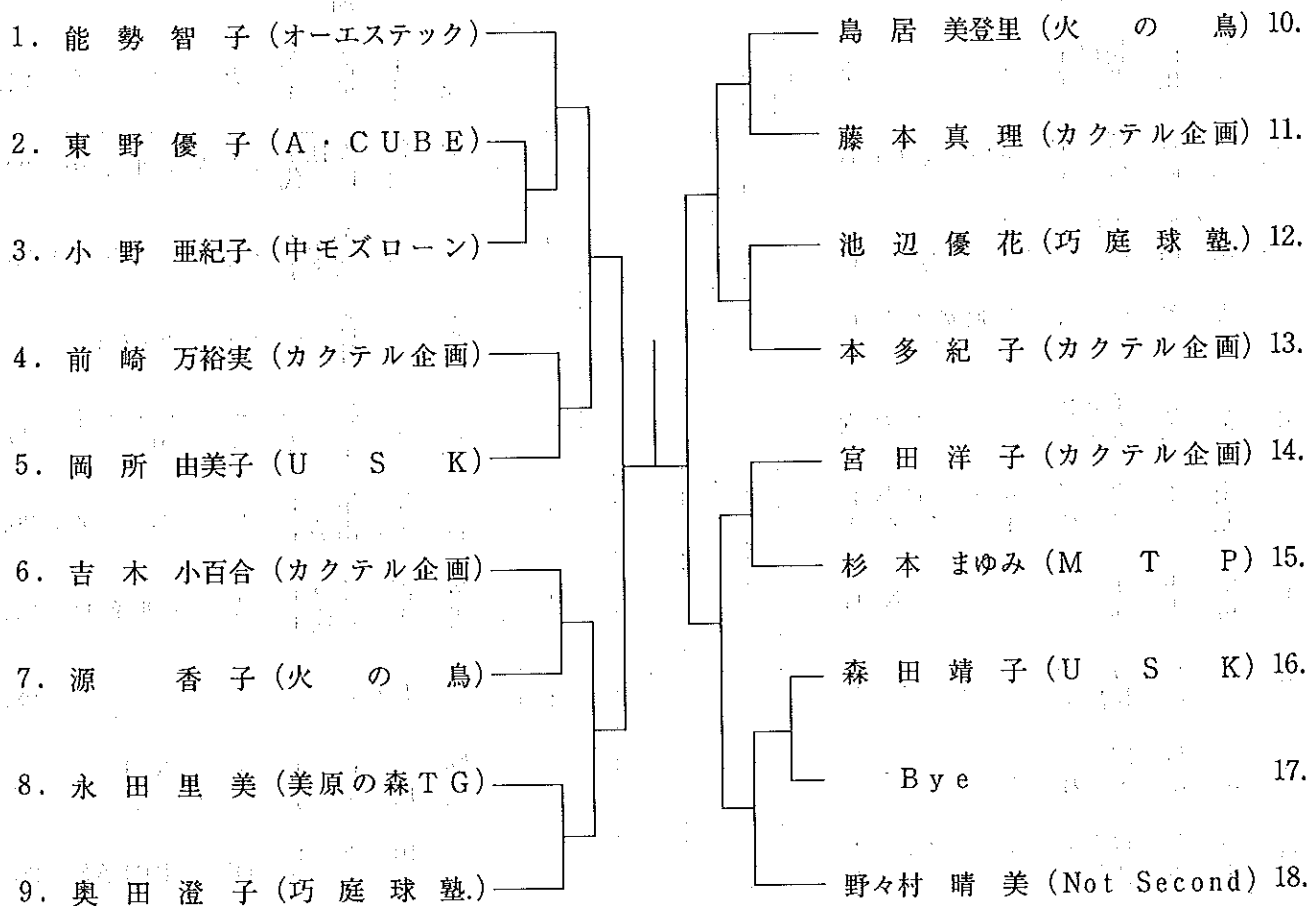 1. 能勢智子 (オーエステック)
2. 東野優子 (A・CUBE)
3. 小野亜紀子 (中モズローン)
4. 前崎万裕実 (カクテル企画)
5. 岡所由美子 (USK)
6. 吉木小百合 (カクテル企画)
7. 源香子 (火の鳥)
8. 永田里美 (美原の森TG)
9. 奥田澄子 (巧庭球塾.)
島居美登里 (火の鳥) 10.
藤本真理 (カクテル企画) 11.
池辺優花 (巧庭球塾.) 12.
本多紀子 (カクテル企画) 13.
宮田洋子 (カクテル企画) 14.
杉本まゆみ (MTP) 15.
森田靖子 (USK) 16.
Bye 17.
野々村晴美 (Not Second) 18.